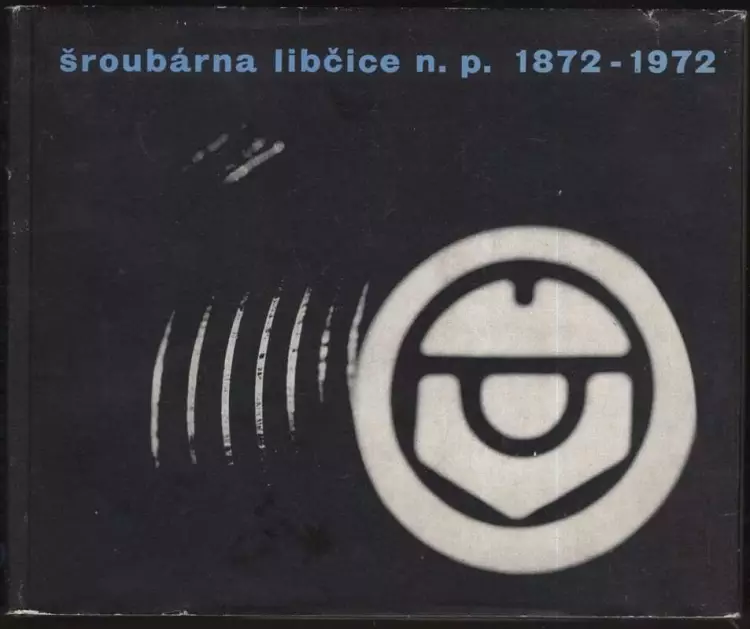 šroubárna libčice n. p. 1872-1972